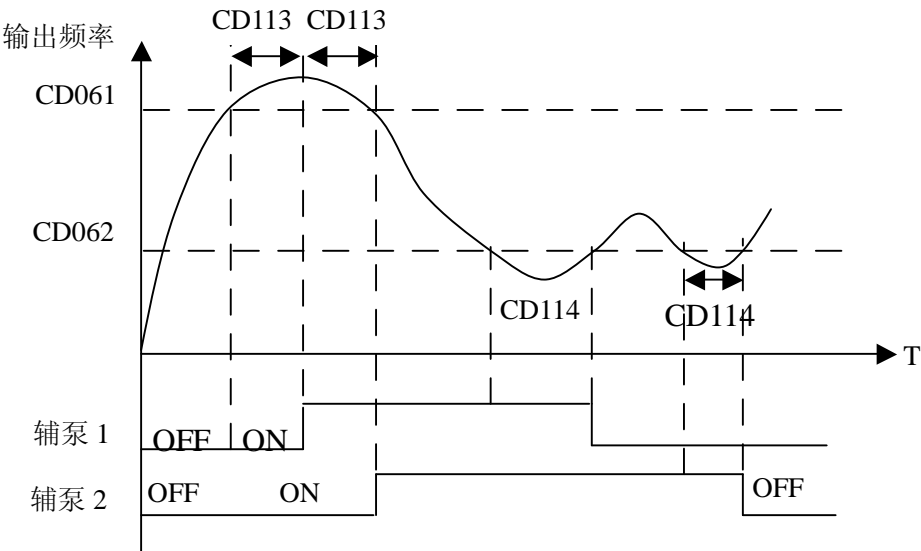 CD113 CD113
输出频率
CD061
CD062
CD114
CD114
T
辅泵 1
OFF ON
辅泵 2
OFF ON OFF